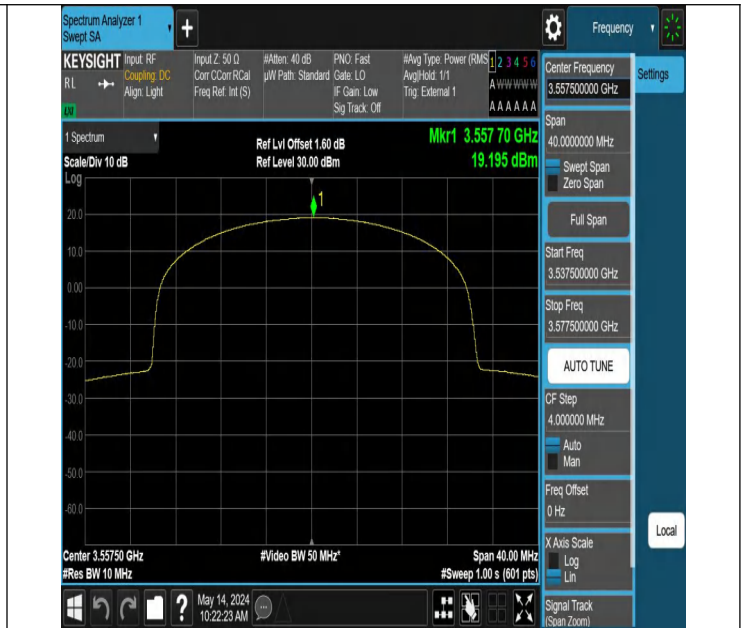 Spectrum Analyzer 1
Swept SA
+
Frequency
KEYSIGHT
RL
Input: RF
Coupling: DC
Align: Light
Input Z: 50 Ω
Corr CCorr RCal
Freq Ref: Int (S)
#Atten: 40 dB
µW Path: Standard
PNO: Fast
Gate: LO
IF Gain: Low
Sig Track: Off
#Avg Type: Power (RMS
Avg|Hold: 1/1
Trig: External 1
1 2 3 4 5 6
A W W W W W
A A A A A A
1 Spectrum
Scale/Div 10 dB
Log
Ref Lvl Offset 1.60 dB
Ref Level 30.00 dBm
Mkr1 3.557 70 GHz
19.195 dBm
1
20.0
10.0
0.00
-10.0
-20.0
-30.0
-40.0
-50.0
-60.0
Center 3.55750 GHz
#Res BW 10 MHz
#Video BW 50 MHz*
Span 40.00 MHz
#Sweep 1.00 s (601 pts)
Center Frequency
3.557500000 GHz
Settings
Span
40.0000000 MHz
Swept Span
Zero Span
Full Span
Start Freq
3.537500000 GHz
Stop Freq
3.577500000 GHz
AUTO TUNE
CF Step
4.000000 MHz
Auto
Man
Freq Offset
0 Hz
X Axis Scale
Log
Lin
Local
Signal Track
(Span Zoom)
?
May 14, 2024
10:22:23 AM